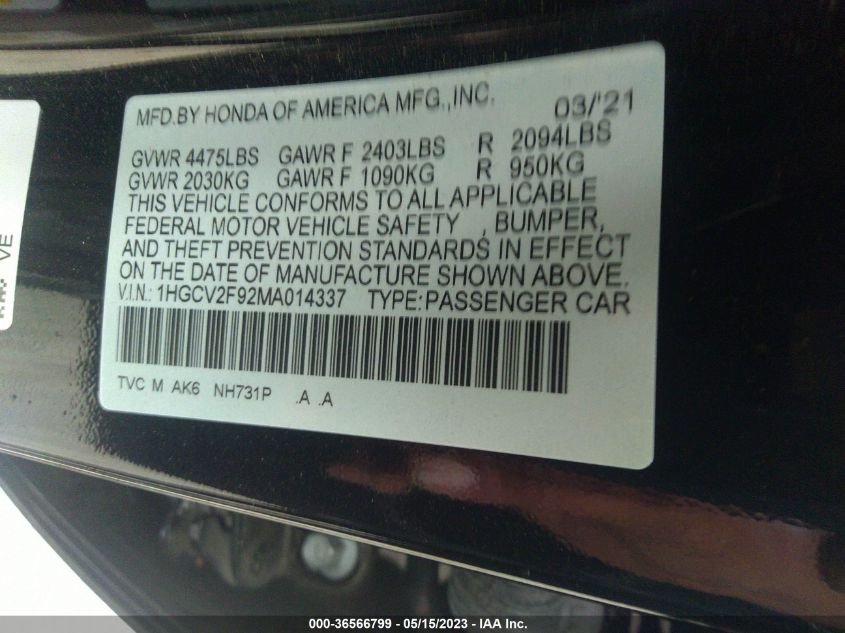 MFD.BY HONDA OF AMERICA MFG.,INC. 03/'21
GVWR 4475LBS GAWR F 2403LBS R 2094LBS
GVWR 2030KG GAWR F 1090KG R 950KG
THIS VEHICLE CONFORMS TO ALL APPLICABLE
FEDERAL MOTOR VEHICLE SAFETY , BUMPER,
AND THEFT PREVENTION STANDARDS IN EFFECT
ON THE DATE OF MANUFACTURE SHOWN ABOVE.
V.I.N.: 1HGCV2F92MA014337 TYPE:PASSENGER CAR
TVC M AK6 NH731P .A .A
VE
000-36566799 - 05/15/2023 - IAA Inc.